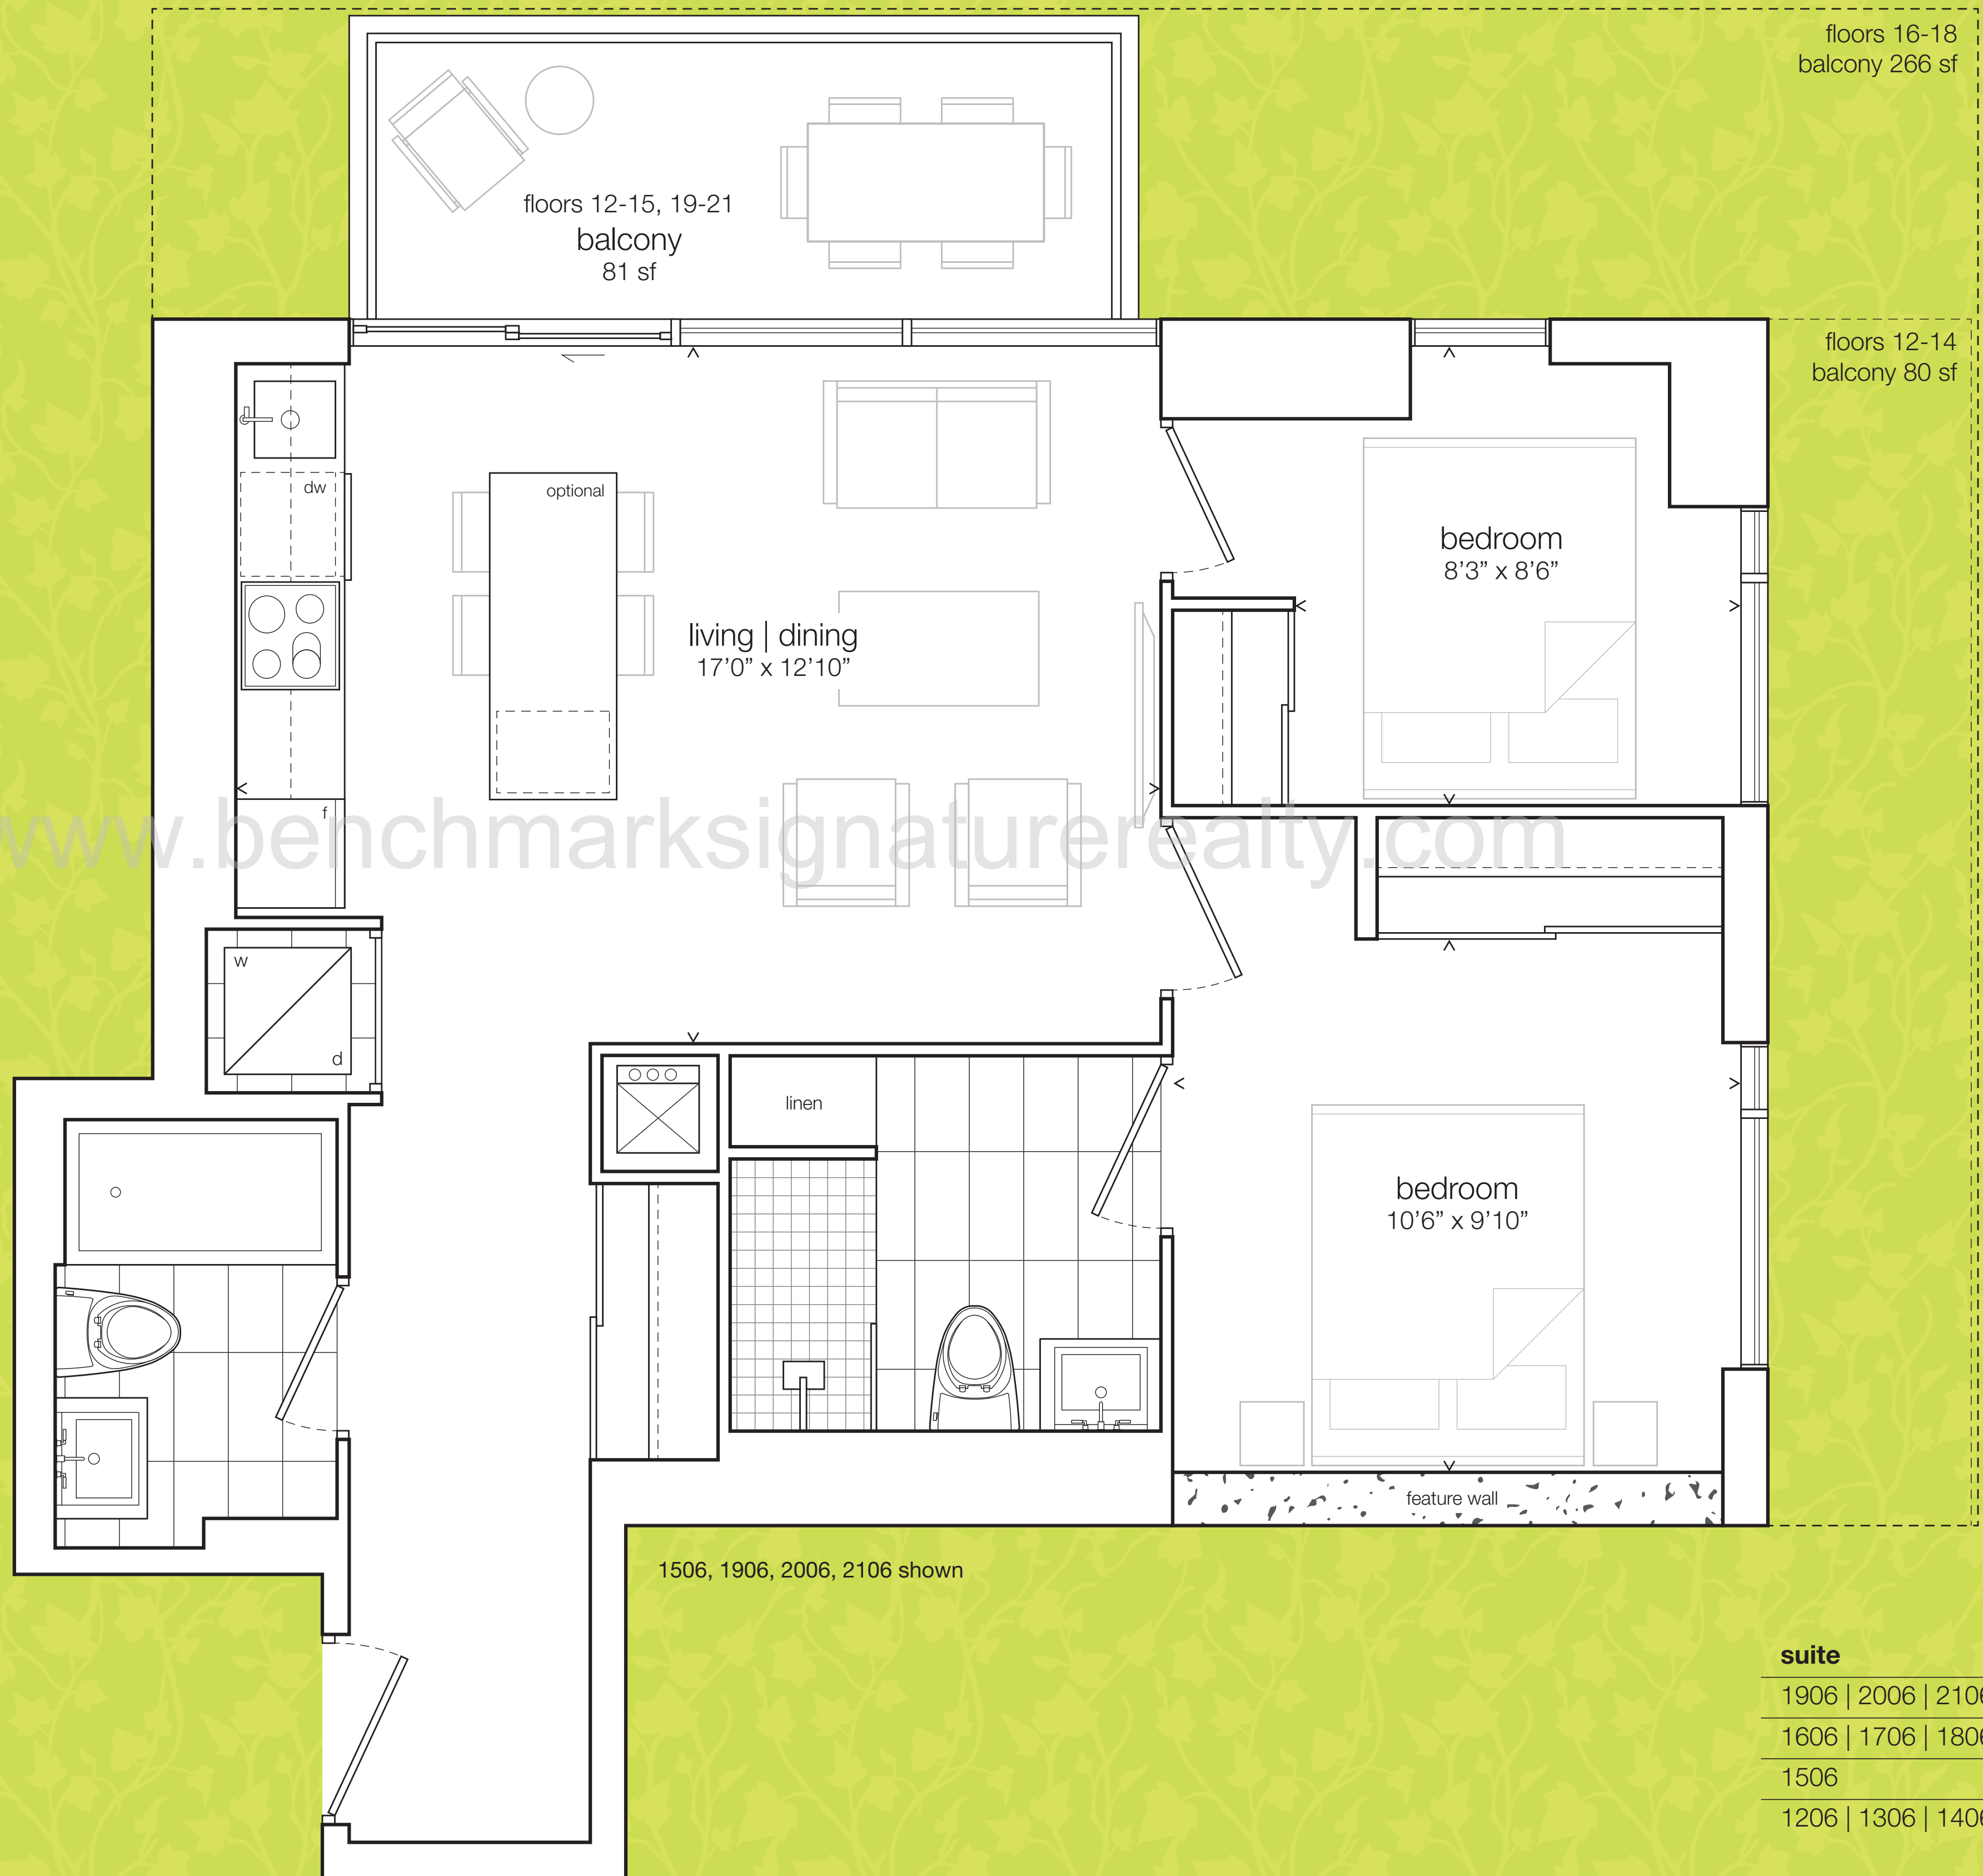 floors 16-18
balcony 266 sf
floors 12-15, 19-21
balcony
81 sf
floors 12-14
balcony 80 sf
dw
optional
bedroom
8’3” x 8’6”
living | dining
17’0” x 12’10”
f
www.benchmarksignaturerealty.com
w
d
linen
bedroom
10’6” x 9’10”
feature wall
1506, 1906, 2006, 2106 shown
suite
1906 | 2006 | 2106
1606 | 1706 | 1806
1506
1206 | 1306 | 1406